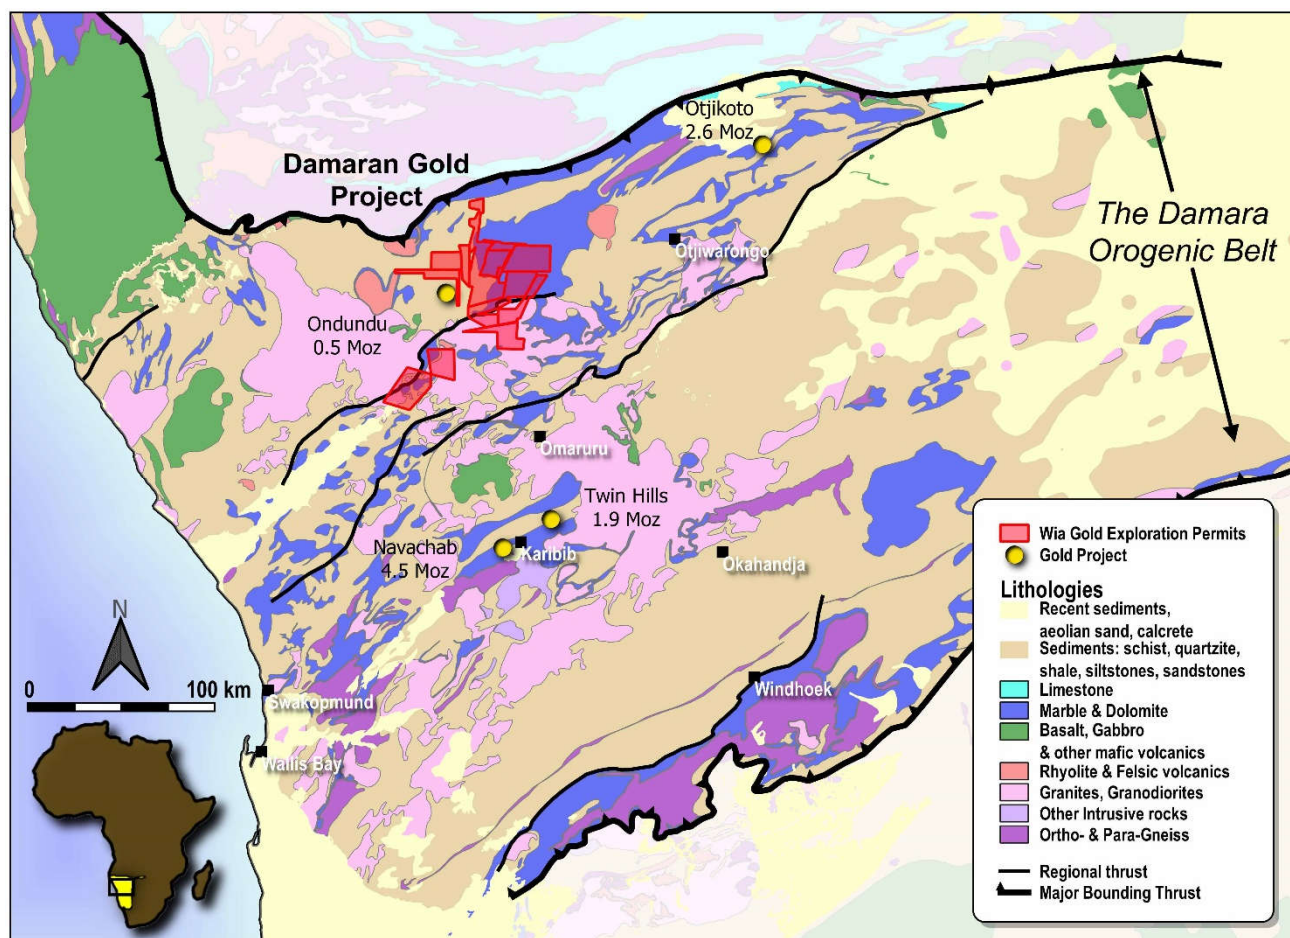 Otjikoto
2.6 Moz
Damaran Gold
Project
The Damara
Orogenic Belt
Otjiwarongo
Ondundu
0.5 Moz
Omaruru
Twin Hills
1.9 Moz
Navachab
4.5 Moz
Karibib
Okahandja
Windhoek
Swakopmund
Wallis Bay
N
0 100 km
Wia Gold Exploration Permits
Gold Project
Lithologies
Recent sediments,
aeolian sand, calcrete
Sediments: schist, quartzite,
shale, siltstones, sandstones
Limestone
Marble & Dolomite
Basalt, Gabbro
& other mafic volcanics
Rhyolite & Felsic volcanics
Granites, Granodiorites
Other Intrusive rocks
Ortho- & Para-Gneiss
Regional thrust
Major Bounding Thrust